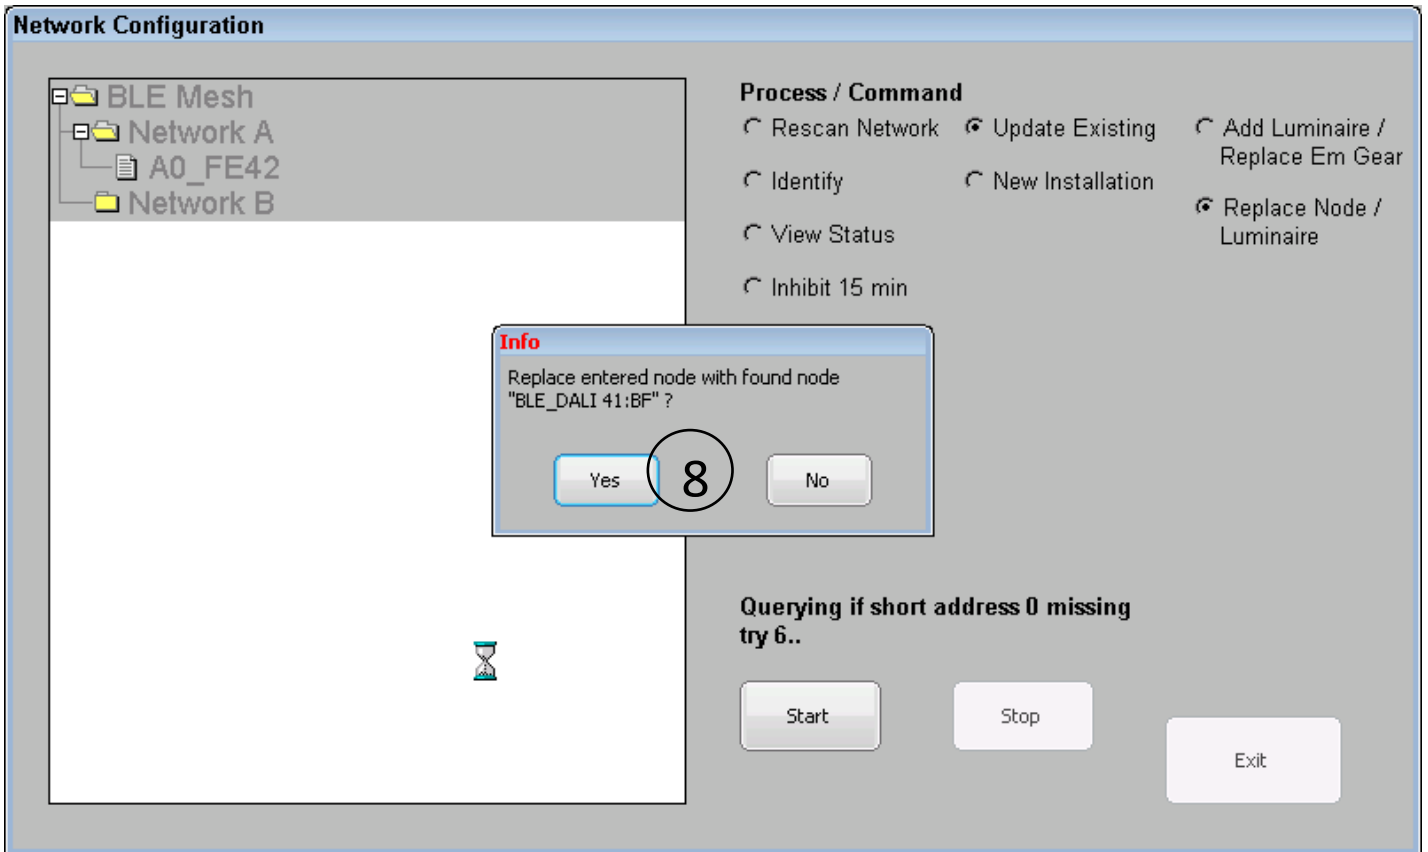 Network Configuration
BLE Mesh
Network A
A0_FE42
Network B
Process / Command
Rescan Network
Update Existing
Add Luminaire /
Replace Em Gear
Identify
New Installation
Replace Node /
Luminaire
View Status
Inhibit 15 min
Info
Replace entered node with found node
"BLE_DALI 41:BF" ?
Yes
8
No
Querying if short address 0 missing
try 6..
Start
Stop
Exit